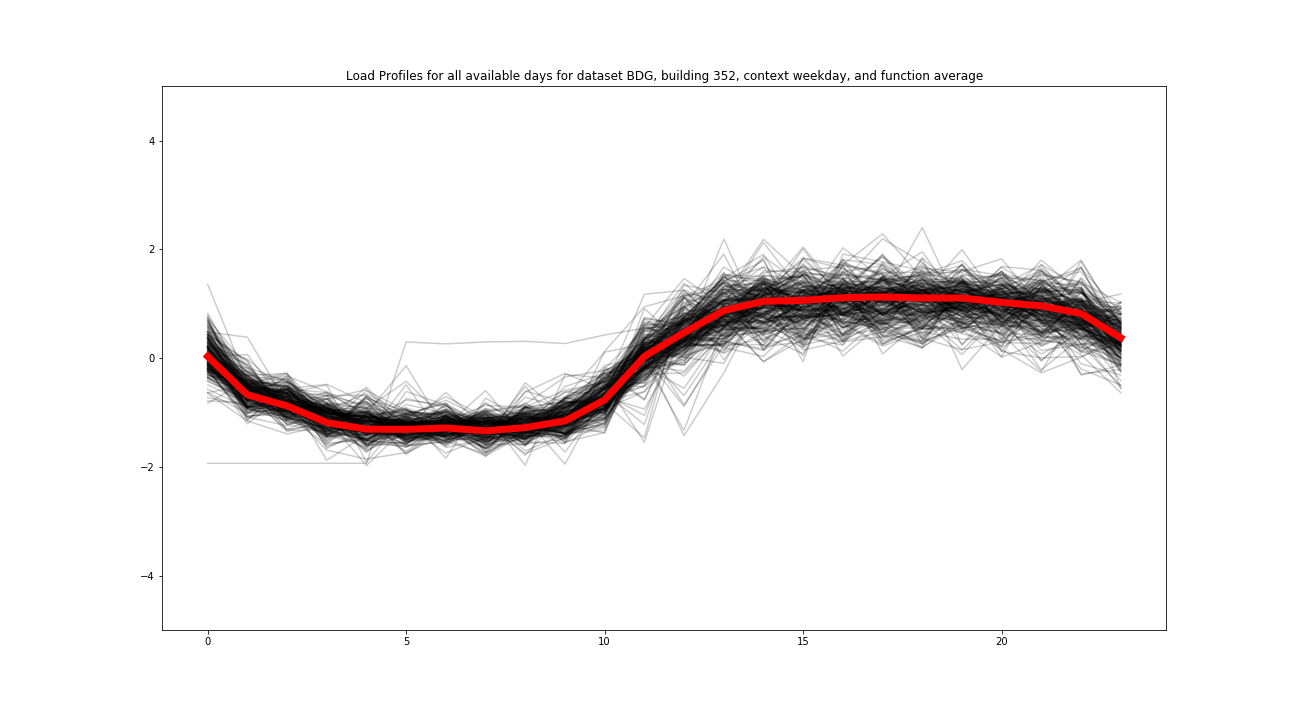 Load Profiles for all available days for dataset BDG, building 352, context weekday, and function average
4
2
0
−2
−4
0 5 10 15 20